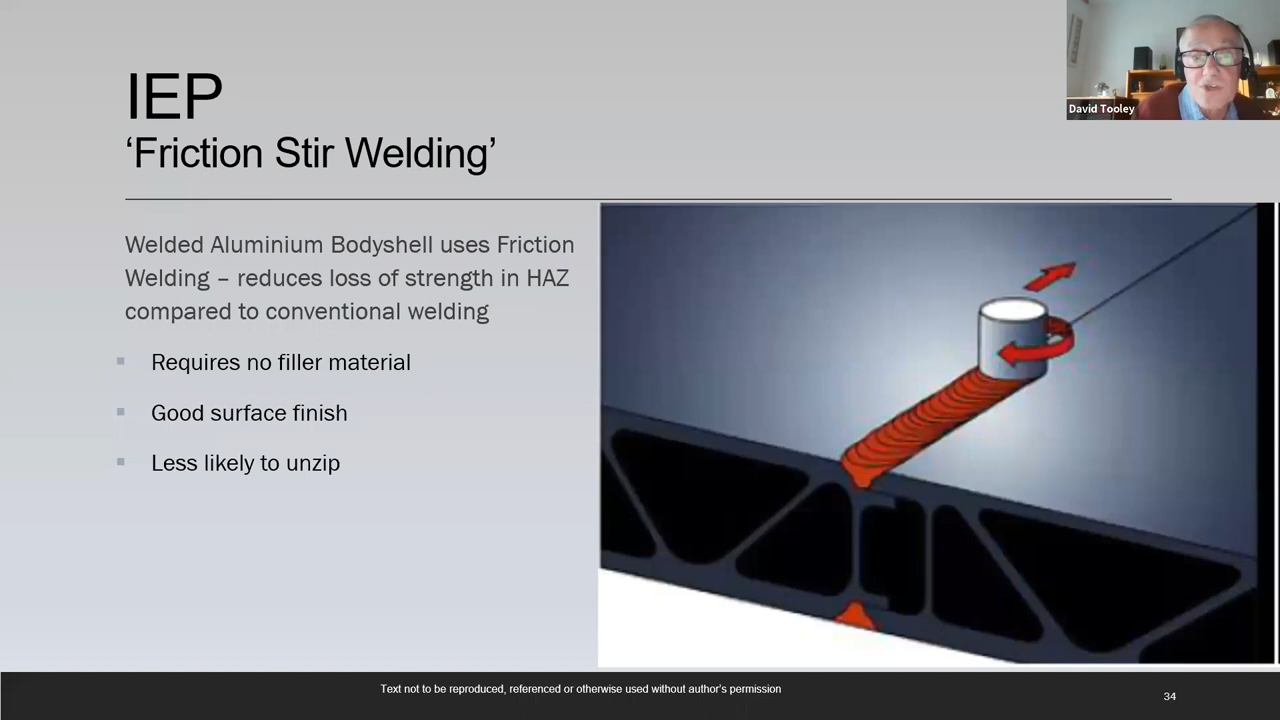 IEP
‘Friction Stir Welding’
David Tooley
Welded Aluminium Bodyshell uses Friction
Welding – reduces loss of strength in HAZ
compared to conventional welding
Requires no filler material
Good surface finish
Less likely to unzip
Text not to be reproduced, referenced or otherwise used without author's permission
34